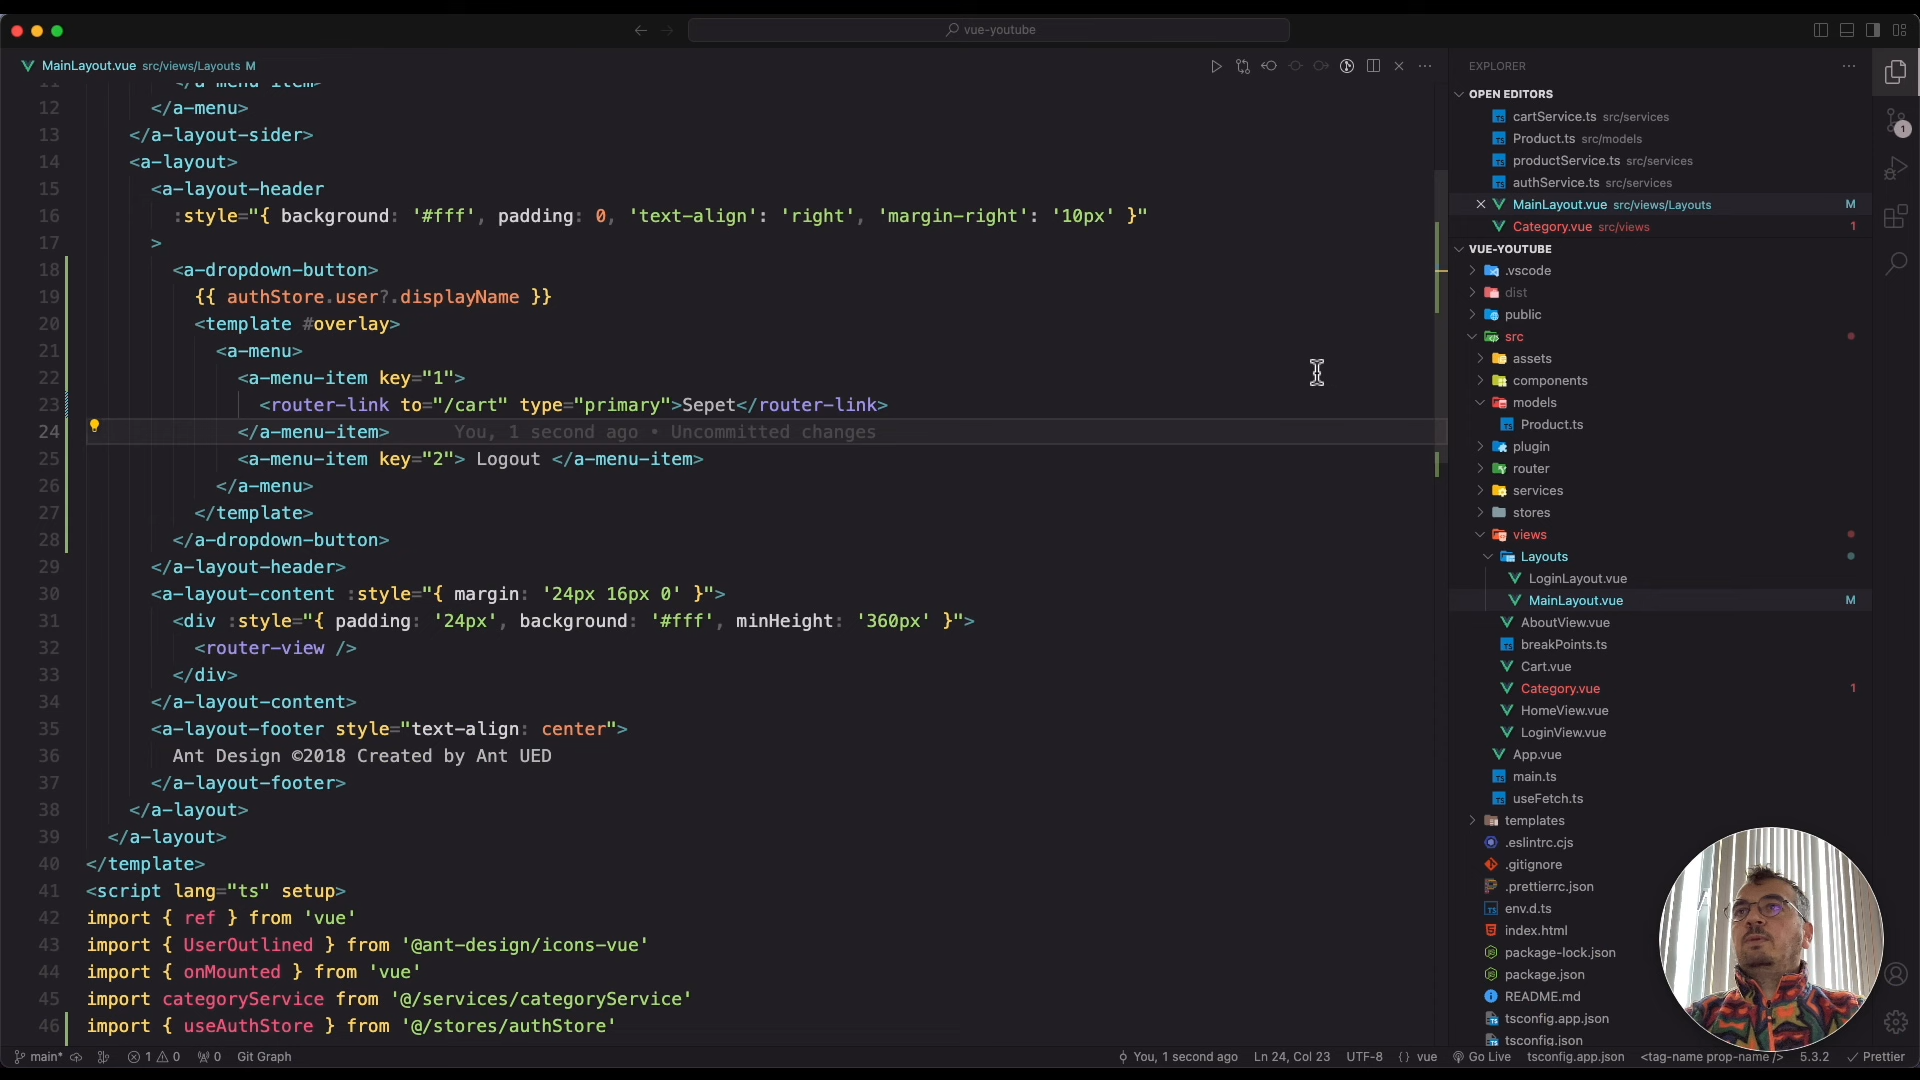 vue-youtube
MainLayout.vue src/views/Layouts M
12 </a-menu>
13 </a-layout-sider>
14 <a-layout>
15 <a-layout-header
16 :style="{ background: '#fff', padding: 0, 'text-align': 'right', 'margin-right': '10px' }"
17 >
18 <a-dropdown-button>
19 {{ authStore.user?.displayName }}
20 <template #overlay>
21 <a-menu>
22 <a-menu-item key="1">
23 <router-link to="/cart" type="primary">Sepet</router-link>
24 </a-menu-item> You, 1 second ago • Uncommitted changes
25 <a-menu-item key="2"> Logout </a-menu-item>
26 </a-menu>
27 </template>
28 </a-dropdown-button>
29 </a-layout-header>
30 <a-layout-content :style="{ margin: '24px 16px 0' }">
31 <div :style="{ padding: '24px', background: '#fff', minHeight: '360px' }">
32 <router-view />
33 </div>
34 </a-layout-content>
35 <a-layout-footer style="text-align: center">
36 Ant Design ©2018 Created by Ant UED
37 </a-layout-footer>
38 </a-layout>
39 </a-layout>
40 </template>
41 <script lang="ts" setup>
42 import { ref } from 'vue'
43 import { UserOutlined } from '@ant-design/icons-vue'
44 import { onMounted } from 'vue'
45 import categoryService from '@/services/categoryService'
46 import { useAuthStore } from '@/stores/authStore'
EXPLORER
OPEN EDITORS
cartService.ts src/services
Product.ts src/models
productService.ts src/services
authService.ts src/services
MainLayout.vue src/views/Layouts M
Category.vue src/views 1
VUE-YOUTUBE
.vscode
dist
public
src
assets
components
models
Product.ts
plugin
router
services
stores
views
Layouts
LoginLayout.vue
MainLayout.vue M
AboutView.vue
breakPoints.ts
Cart.vue
Category.vue 1
HomeView.vue
LoginView.vue
App.vue
main.ts
useFetch.ts
templates
.eslintrc.cjs
.gitignore
.prettierrc.json
env.d.ts
index.html
package-lock.json
package.json
README.md
tsconfig.app.json
tsconfig.json
1
main* 1 0 0 Git Graph
You, 1 second ago Ln 24, Col 23 UTF-8 {} vue Go Live tsconfig.app.json <tag-name prop-name /> 5.3.2 Prettier